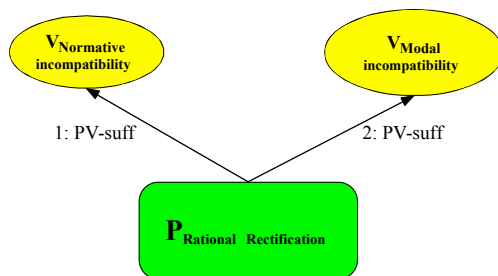 V Normative
incompatibility
V Modal
incompatibility
1: PV-suff
2: PV-suff
P Rational Rectification